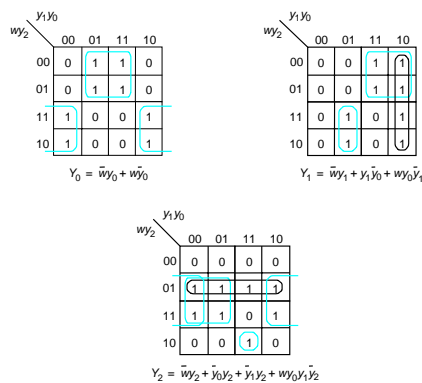 y₁y₀
wy₂
00 01 11 10
00 0 1 1 0
01 0 1 1 0
11 1 0 0 1
10 1 0 0 1
Y₀ = w̄y₀ + wȳ₀
y₁y₀
wy₂
00 01 11 10
00 0 0 1 1
01 0 0 1 1
11 0 1 0 1
10 0 1 0 1
Y₁ = w̄y₁ + y₁ȳ₀ + wy₀ȳ₁
y₁y₀
wy₂
00 01 11 10
00 0 0 0 0
01 1 1 1 1
11 1 1 0 1
10 0 0 1 0
Y₂ = w̄y₂ + ȳ₀y₂ + ȳ₁y₂ + wy₀y₁ȳ₂